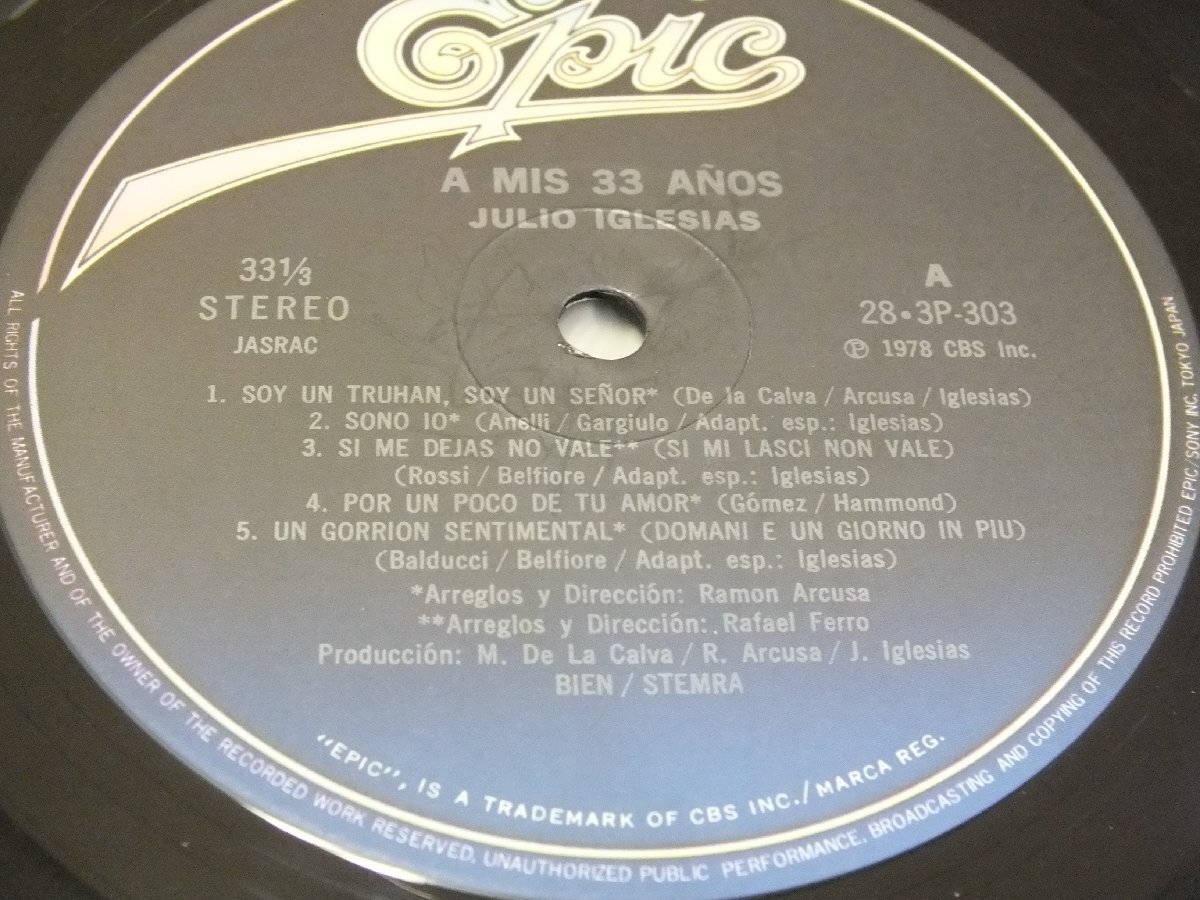 Epic
A MIS 33 AÑOS
JULIO IGLESIAS
33⅓
STEREO
JASRAC
A
28・3P-303
Ⓟ 1978 CBS Inc.
1. SOY UN TRUHAN, SOY UN SEÑOR* (De la Calva / Arcusa / Iglesias)
2. SONO IO* (Anelli / Gargiulo / Adapt. esp.: Iglesias)
3. SI ME DEJAS NO VALE** (SI MI LASCI NON VALE)
(Rossi / Belfiore / Adapt. esp.: Iglesias)
4. POR UN POCO DE TU AMOR* (Gómez / Hammond)
5. UN GORRION SENTIMENTAL* (DOMANI E UN GIORNO IN PIU)
(Balducci / Belfiore / Adapt. esp.: Iglesias)
*Arreglos y Dirección: Ramon Arcusa
**Arreglos y Dirección: Rafael Ferro
Producción: M. De La Calva / R. Arcusa / J. Iglesias
BIEN / STEMRA
"EPIC", IS A TRADEMARK OF CBS INC./MARCA REG.
ALL RIGHTS OF THE MANUFACTURER AND OF THE OWNER OF THE RECORDED WORK RESERVED, UNAUTHORIZED PUBLIC PERFORMANCE, BROADCASTING AND COPYING OF THIS RECORD PROHIBITED EPIC/SONY INC. TOKYO JAPAN